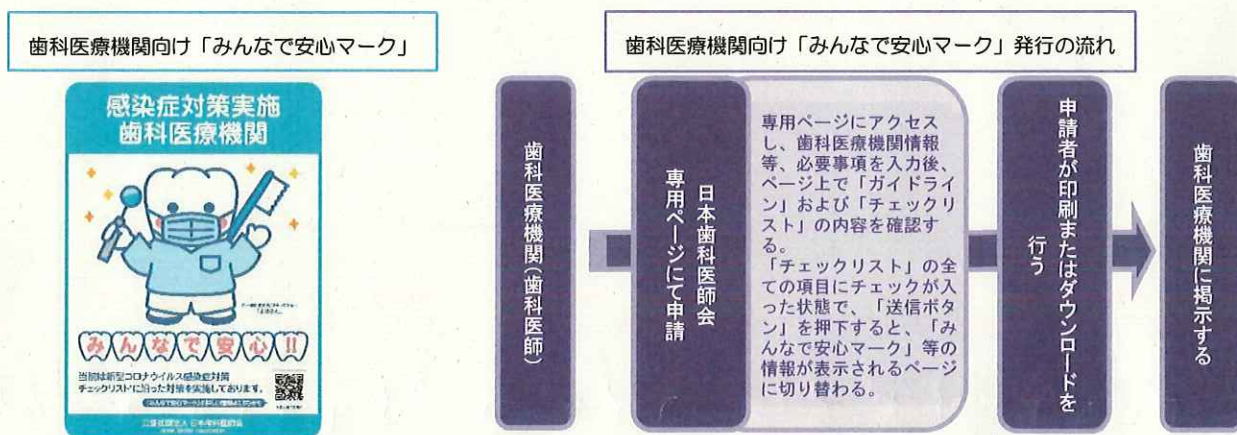 歯科医療機関向け「みんなで安心マーク」
感染症対策実施
歯科医療機関
みんなで安心!!
当院は新型コロナウイルス感染症対策
チェックリストに沿った対策を実施しております。
公益社団法人 日本歯科医師会
歯科医療機関向け「みんなで安心マーク」発行の流れ
歯科医療機関(歯科医師)
日本歯科医師会
専用ページにて申請
専用ページにアクセス
し、歯科医療機関情報
等、必要事項を入力後、
ページ上で「ガイドライ
ン」および「チェックリ
スト」の内容を確認す
る。
「チェックリスト」の全
ての項目にチェックが入
った状態で、「送信ボタ
ン」を押下すると、「み
んなで安心マーク」等の
情報が表示されるページ
に切り替わる。
申請者が印刷またはダウンロードを
行う
歯科医療機関に掲示する